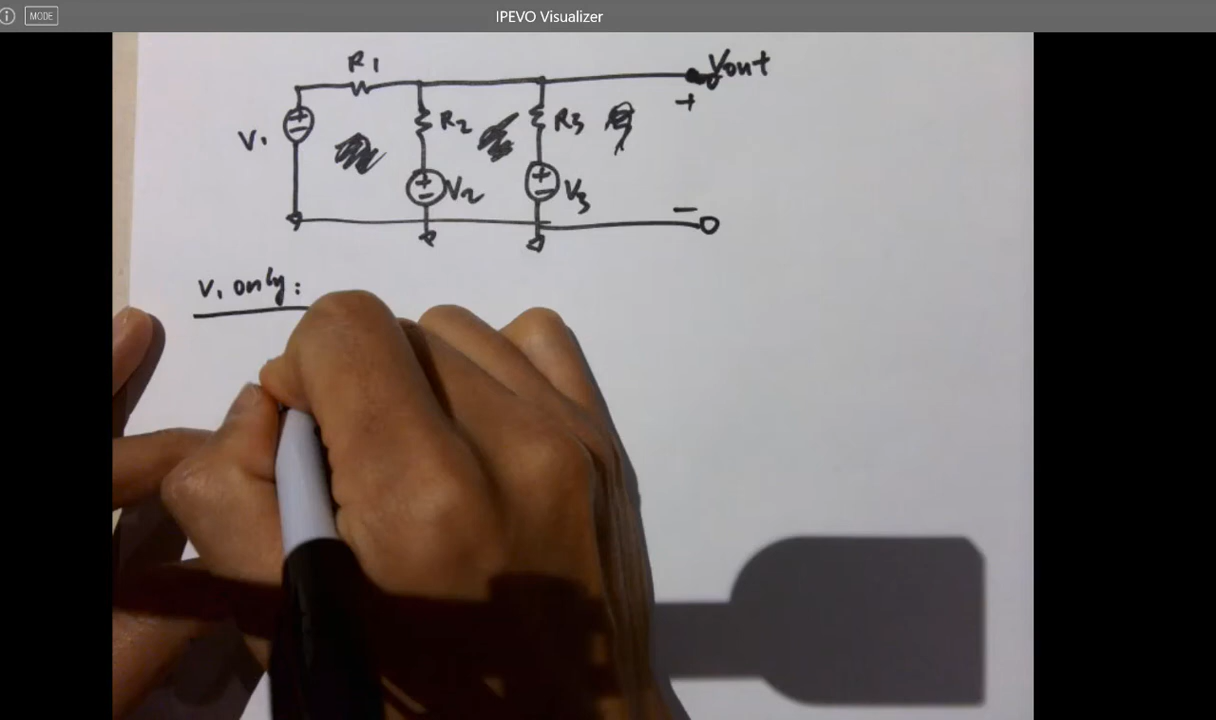 MODE
IPEVO Visualizer
R1
Vout
V1
R2
R3
+
V2
V3
−
V1 only: